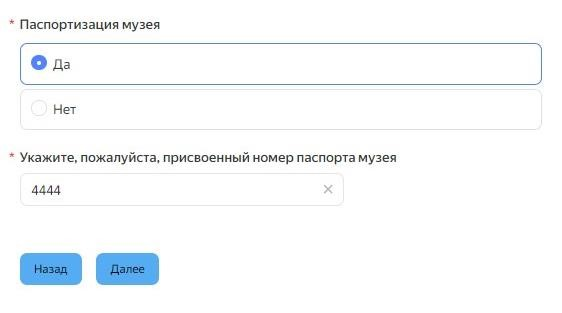 * Паспортизация музея
Да
Нет
* Укажите, пожалуйста, присвоенный номер паспорта музея
4444
Назад
Далее